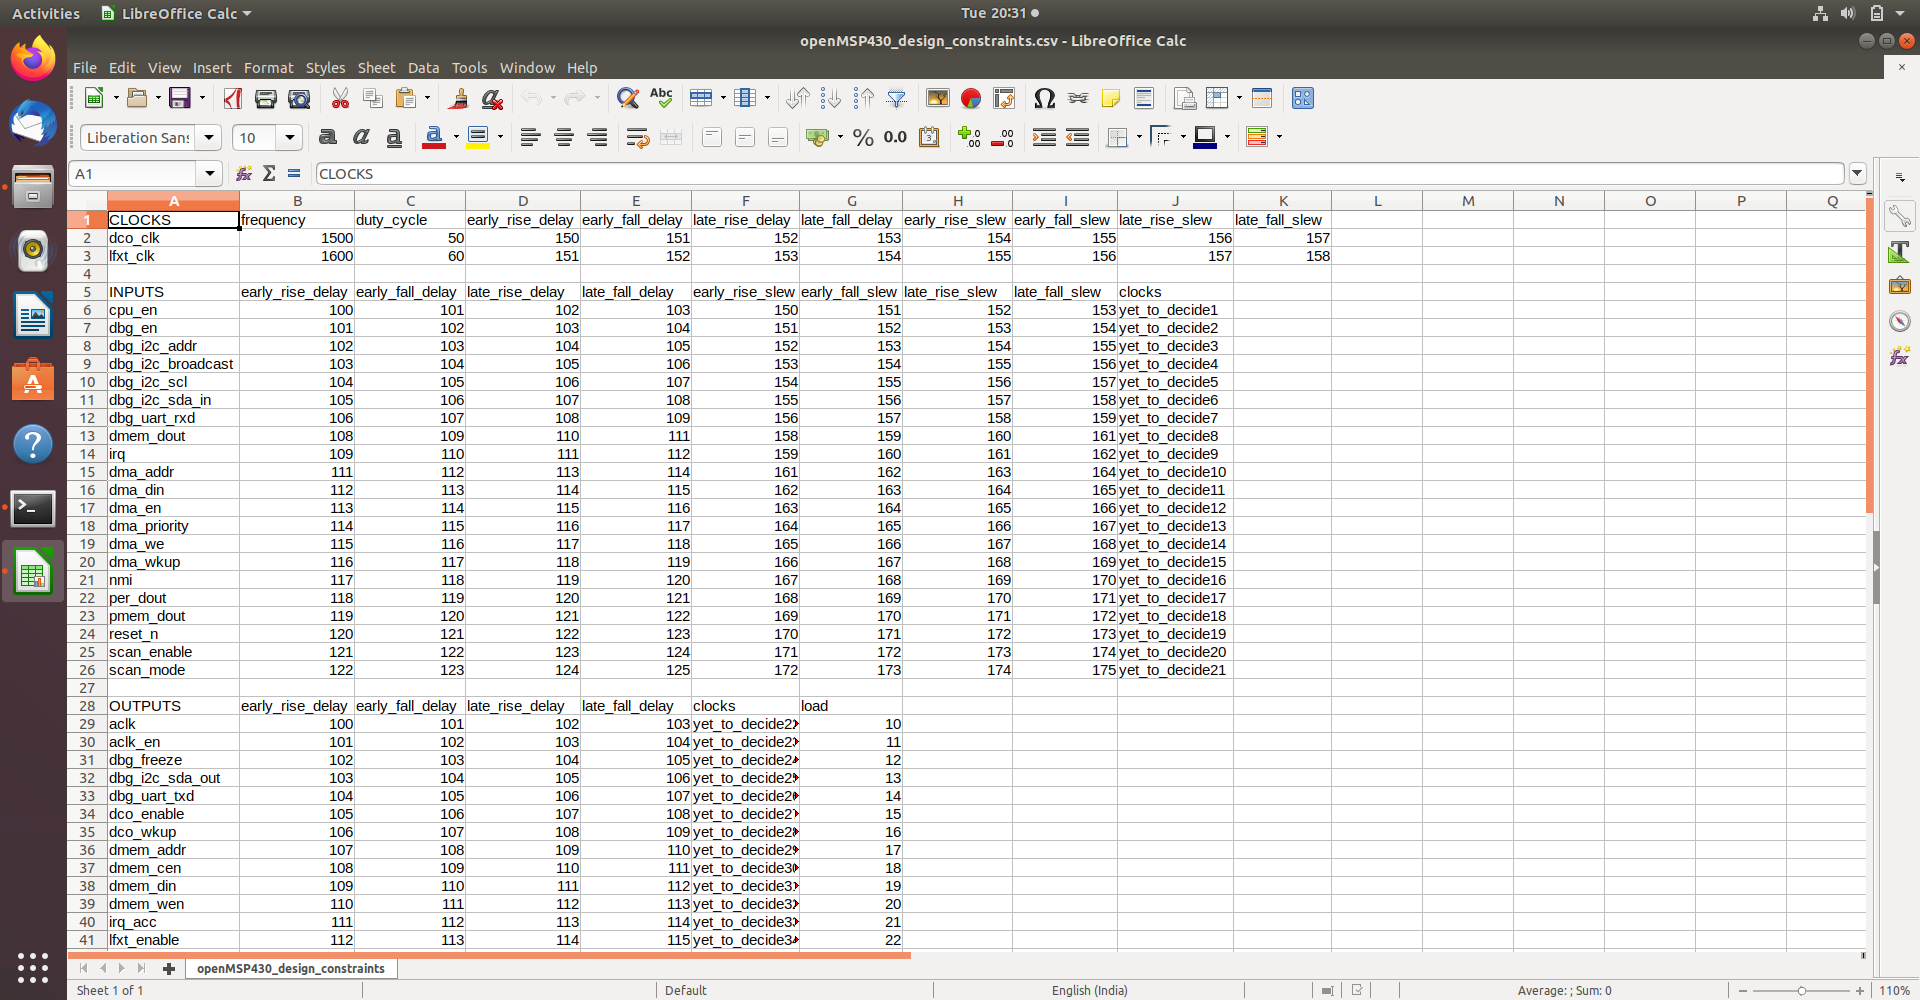 Activities LibreOffice Calc Tue 20:31
openMSP430_design_constraints.csv - LibreOffice Calc
File Edit View Insert Format Styles Sheet Data Tools Window Help
Liberation Sans 10
A1 CLOCKS
A B C D E F G H I J K L M N O P Q
1 CLOCKS frequency duty_cycle early_rise_delay early_fall_delay late_rise_delay late_fall_delay early_rise_slew early_fall_slew late_rise_slew late_fall_slew
2 dco_clk 1500 50 150 151 152 153 154 155 156 157
3 lfxt_clk 1600 60 151 152 153 154 155 156 157 158
4
5 INPUTS early_rise_delay early_fall_delay late_rise_delay late_fall_delay early_rise_slew early_fall_slew late_rise_slew late_fall_slew clocks
6 cpu_en 100 101 102 103 150 151 152 153 yet_to_decide1
7 dbg_en 101 102 103 104 151 152 153 154 yet_to_decide2
8 dbg_i2c_addr 102 103 104 105 152 153 154 155 yet_to_decide3
9 dbg_i2c_broadcast 103 104 105 106 153 154 155 156 yet_to_decide4
10 dbg_i2c_scl 104 105 106 107 154 155 156 157 yet_to_decide5
11 dbg_i2c_sda_in 105 106 107 108 155 156 157 158 yet_to_decide6
12 dbg_uart_rxd 106 107 108 109 156 157 158 159 yet_to_decide7
13 dmem_dout 108 109 110 111 158 159 160 161 yet_to_decide8
14 irq 109 110 111 112 159 160 161 162 yet_to_decide9
15 dma_addr 111 112 113 114 161 162 163 164 yet_to_decide10
16 dma_din 112 113 114 115 162 163 164 165 yet_to_decide11
17 dma_en 113 114 115 116 163 164 165 166 yet_to_decide12
18 dma_priority 114 115 116 117 164 165 166 167 yet_to_decide13
19 dma_we 115 116 117 118 165 166 167 168 yet_to_decide14
20 dma_wkup 116 117 118 119 166 167 168 169 yet_to_decide15
21 nmi 117 118 119 120 167 168 169 170 yet_to_decide16
22 per_dout 118 119 120 121 168 169 170 171 yet_to_decide17
23 pmem_dout 119 120 121 122 169 170 171 172 yet_to_decide18
24 reset_n 120 121 122 123 170 171 172 173 yet_to_decide19
25 scan_enable 121 122 123 124 171 172 173 174 yet_to_decide20
26 scan_mode 122 123 124 125 172 173 174 175 yet_to_decide21
27
28 OUTPUTS early_rise_delay early_fall_delay late_rise_delay late_fall_delay clocks load
29 aclk 100 101 102 103 yet_to_decide2 10
30 aclk_en 101 102 103 104 yet_to_decide2 11
31 dbg_freeze 102 103 104 105 yet_to_decide2 12
32 dbg_i2c_sda_out 103 104 105 106 yet_to_decide2 13
33 dbg_uart_txd 104 105 106 107 yet_to_decide2 14
34 dco_enable 105 106 107 108 yet_to_decide2 15
35 dco_wkup 106 107 108 109 yet_to_decide2 16
36 dmem_addr 107 108 109 110 yet_to_decide2 17
37 dmem_cen 108 109 110 111 yet_to_decide3 18
38 dmem_din 109 110 111 112 yet_to_decide3 19
39 dmem_wen 110 111 112 113 yet_to_decide3 20
40 irq_acc 111 112 113 114 yet_to_decide3 21
41 lfxt_enable 112 113 114 115 yet_to_decide3 22
openMSP430_design_constraints
Sheet 1 of 1 Default English (India) Average: ; Sum: 0 110%